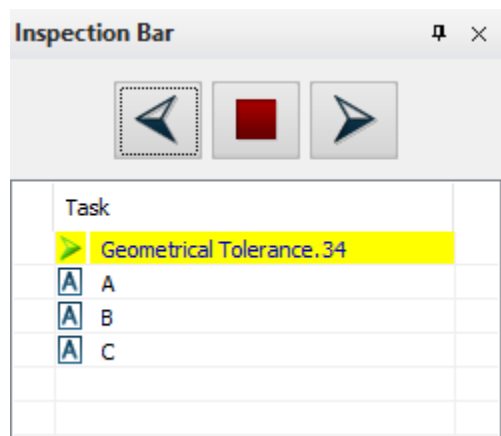 Inspection Bar
Task
Geometrical Tolerance.34
A A
A B
A C